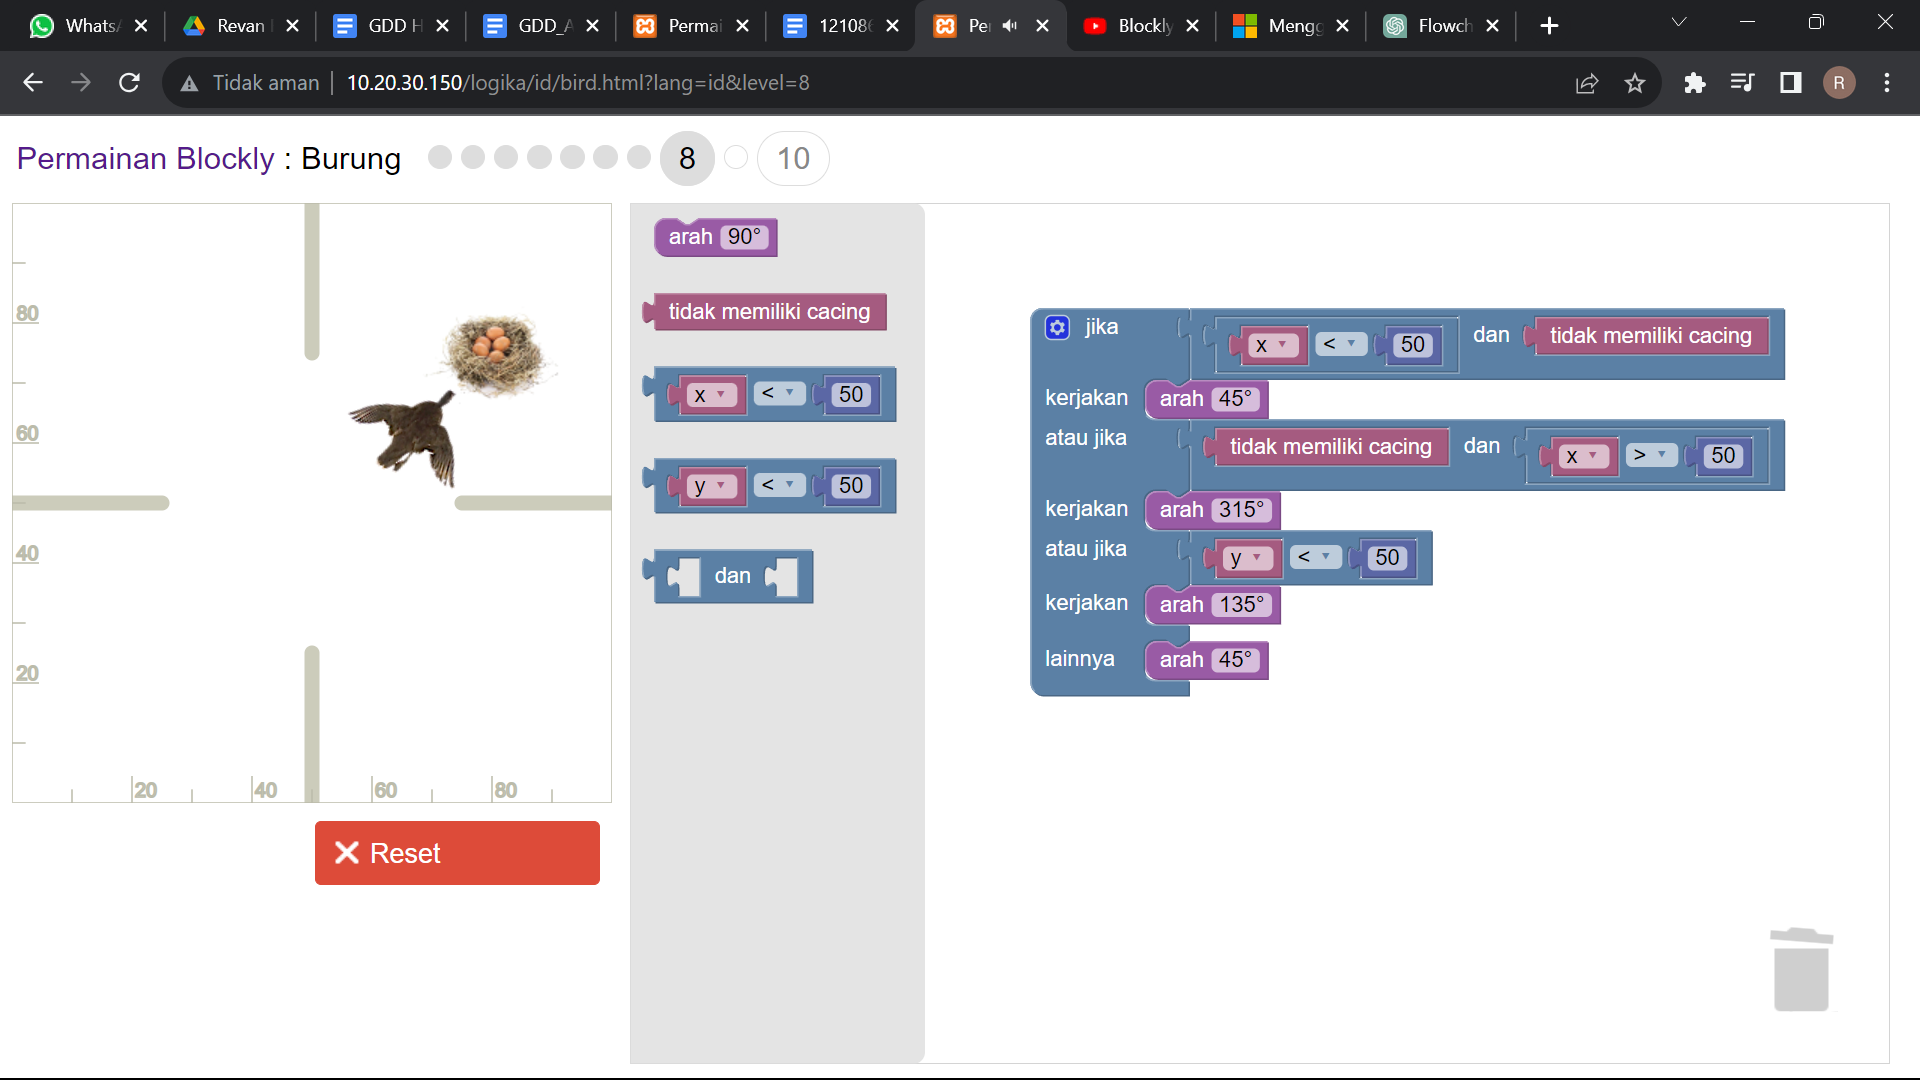 Whats
Revan
GDD H
GDD_A
Permai
12108
Pe
Blockly
Mengg
Flowch
Tidak aman
10.20.30.150/logika/id/bird.html?lang=id&level=8
R
Permainan Blockly : Burung
8
10
80
60
40
20
20
40
60
80
Reset
arah 90°
tidak memiliki cacing
x < 50
y < 50
dan
jika x < 50 dan tidak memiliki cacing
kerjakan arah 45°
atau jika tidak memiliki cacing dan x > 50
kerjakan arah 315°
atau jika y < 50
kerjakan arah 135°
lainnya arah 45°